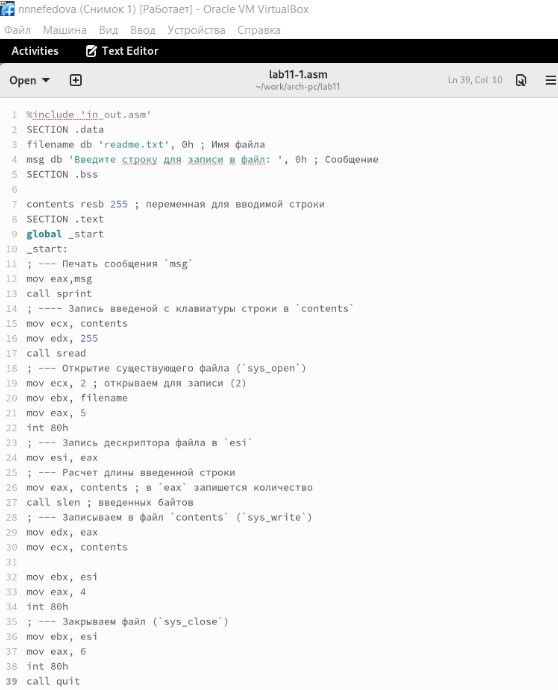 nnnefedova (Снимок 1) [Работает] - Oracle VM VirtualBox
Файл Машина Вид Ввод Устройства Справка
Activities Text Editor
Open lab11-1.asm Ln 39, Col 10
~/work/arch-pc/lab11
1 %include 'in_out.asm'
2 SECTION .data
3 filename db 'readme.txt', 0h ; Имя файла
4 msg db 'Введите строку для записи в файл: ', 0h ; Сообщение
5 SECTION .bss
6
7 contents resb 255 ; переменная для вводимой строки
8 SECTION .text
9 global _start
10 _start:
11 ; --- Печать сообщения `msg`
12 mov eax,msg
13 call sprint
14 ; ---- Запись введеной с клавиатуры строки в `contents`
15 mov ecx, contents
16 mov edx, 255
17 call sread
18 ; --- Открытие существующего файла (`sys_open`)
19 mov ecx, 2 ; открываем для записи (2)
20 mov ebx, filename
21 mov eax, 5
22 int 80h
23 ; --- Запись дескриптора файла в `esi`
24 mov esi, eax
25 ; --- Расчет длины введенной строки
26 mov eax, contents ; в `eax` запишется количество
27 call slen ; введенных байтов
28 ; --- Записываем в файл `contents` (`sys_write`)
29 mov edx, eax
30 mov ecx, contents
31
32 mov ebx, esi
33 mov eax, 4
34 int 80h
35 ; --- Закрываем файл (`sys_close`)
36 mov ebx, esi
37 mov eax, 6
38 int 80h
39 call quit